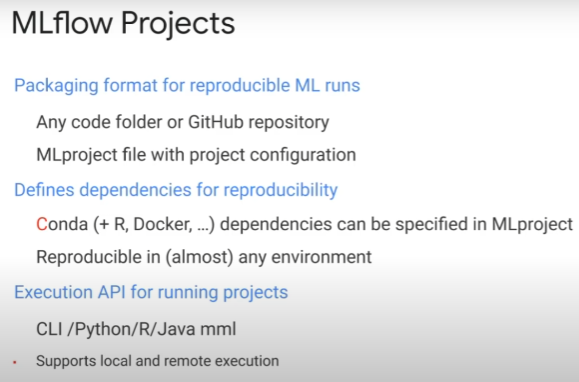 MLflow Projects
Packaging format for reproducible ML runs
Any code folder or GitHub repository
MLproject file with project configuration
Defines dependencies for reproducibility
Conda (+ R, Docker, ...) dependencies can be specified in MLproject
Reproducible in (almost) any environment
Execution API for running projects
CLI /Python/R/Java mml
• Supports local and remote execution